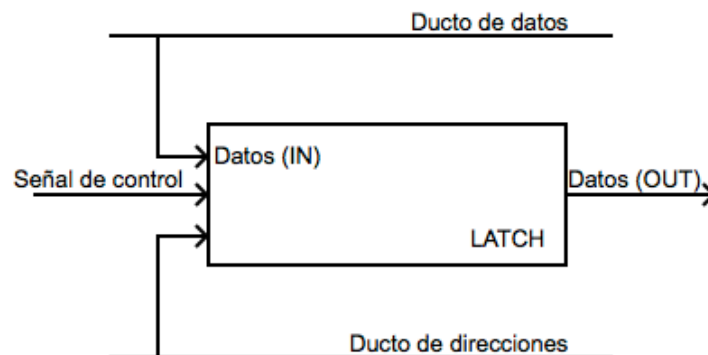 Ducto de datos
Datos (IN)
Señal de control
Datos (OUT)
LATCH
Ducto de direcciones